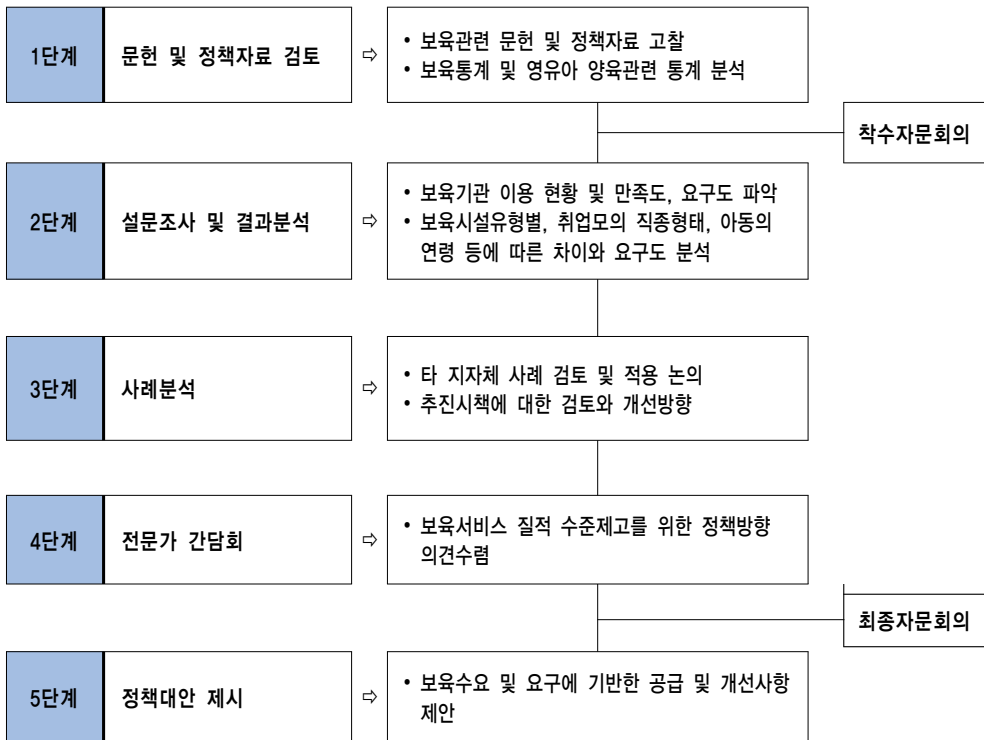 1단계
문헌 및 정책자료 검토
⇨
• 보육관련 문헌 및 정책자료 고찰
• 보육통계 및 영유아 양육관련 통계 분석
착수자문회의
2단계
설문조사 및 결과분석
⇨
• 보육기관 이용 현황 및 만족도, 요구도 파악
• 보육시설유형별, 취업모의 직종형태, 아동의
연령 등에 따른 차이와 요구도 분석
3단계
사례분석
⇨
• 타 지자체 사례 검토 및 적용 논의
• 추진시책에 대한 검토와 개선방향
4단계
전문가 간담회
⇨
• 보육서비스 질적 수준제고를 위한 정책방향
의견수렴
최종자문회의
5단계
정책대안 제시
⇨
• 보육수요 및 요구에 기반한 공급 및 개선사항
제안